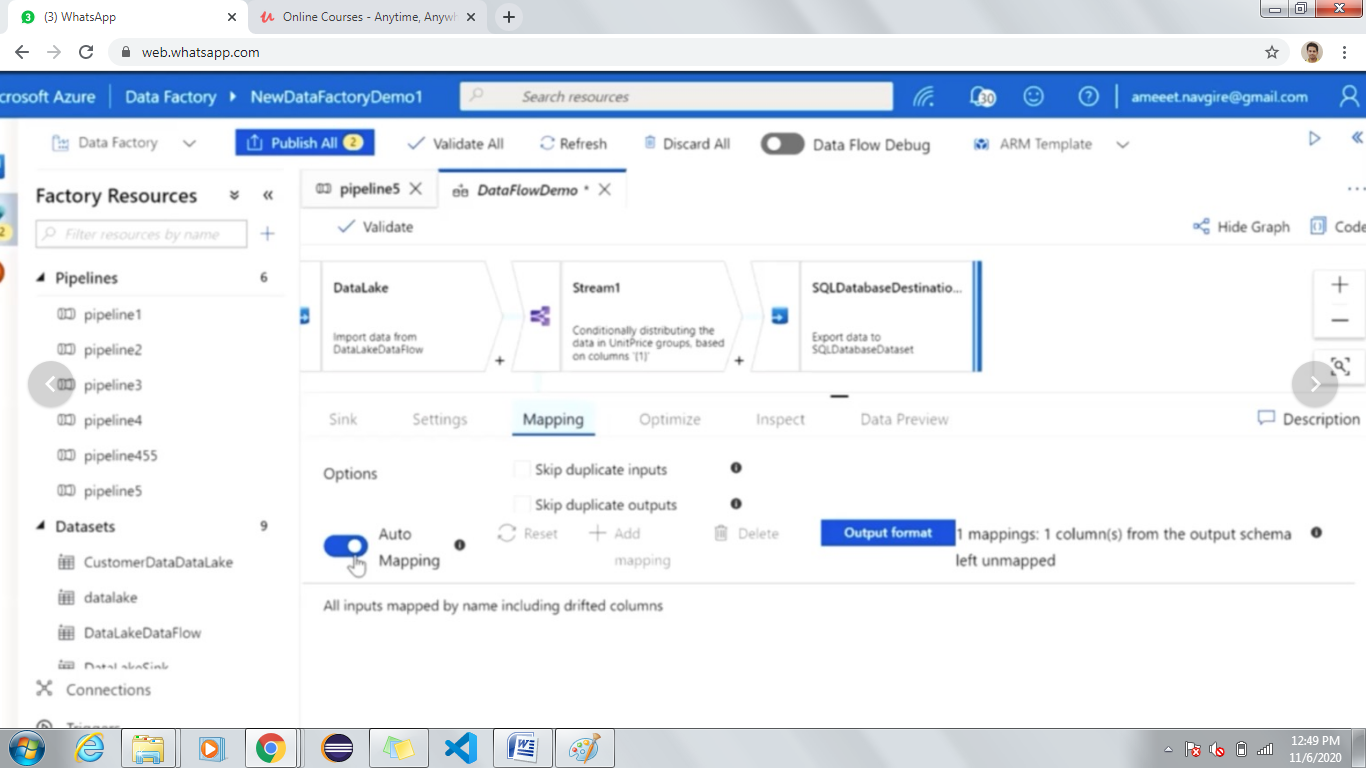 (3) WhatsApp
Online Courses - Anytime, Anywh
web.whatsapp.com
crosoft Azure
Data Factory
NewDataFactoryDemo1
Search resources
30
ameeet.navgire@gmail.com
Data Factory
Publish All 2
Validate All
Refresh
Discard All
Data Flow Debug
ARM Template
Factory Resources
pipeline5
DataFlowDemo *
Filter resources by name
Validate
Hide Graph
Code
2
Pipelines 6
pipeline1
pipeline2
pipeline3
pipeline4
pipeline455
pipeline5
Datasets 9
CustomerDataDataLake
datalake
DataLakeDataFlow
DataLakeSink
Connections
Triggers
DataLake
Import data from
DataLakeDataFlow
Stream1
Conditionally distributing the
data in UnitPrice groups, based
on columns '{1}'
SQLDatabaseDestinatio...
Export data to
SQLDatabaseDataset
Sink
Settings
Mapping
Optimize
Inspect
Data Preview
Description
Options
Skip duplicate inputs
Skip duplicate outputs
Auto
Mapping
Reset
Add
mapping
Delete
Output format
1 mappings: 1 column(s) from the output schema
left unmapped
All inputs mapped by name including drifted columns
12:49 PM
11/6/2020